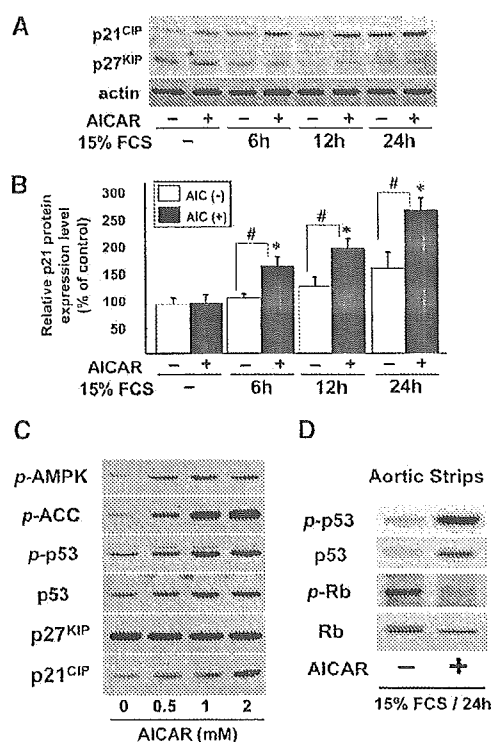 A
p21CIP
p27KIP
actin
AICAR − + − + − + − +
15% FCS − 6h 12h 24h
B
Relative p21 protein
expression level
(% of control)
300
250
200
150
100
50
AIC (-)
AIC (+)
# * # * # *
AICAR − + − + − + − +
15% FCS − 6h 12h 24h
C
p-AMPK
p-ACC
p-p53
p53
p27KIP
p21CIP
0 0.5 1 2
AICAR (mM)
D
Aortic Strips
p-p53
p53
p-Rb
Rb
AICAR − +
15% FCS / 24h